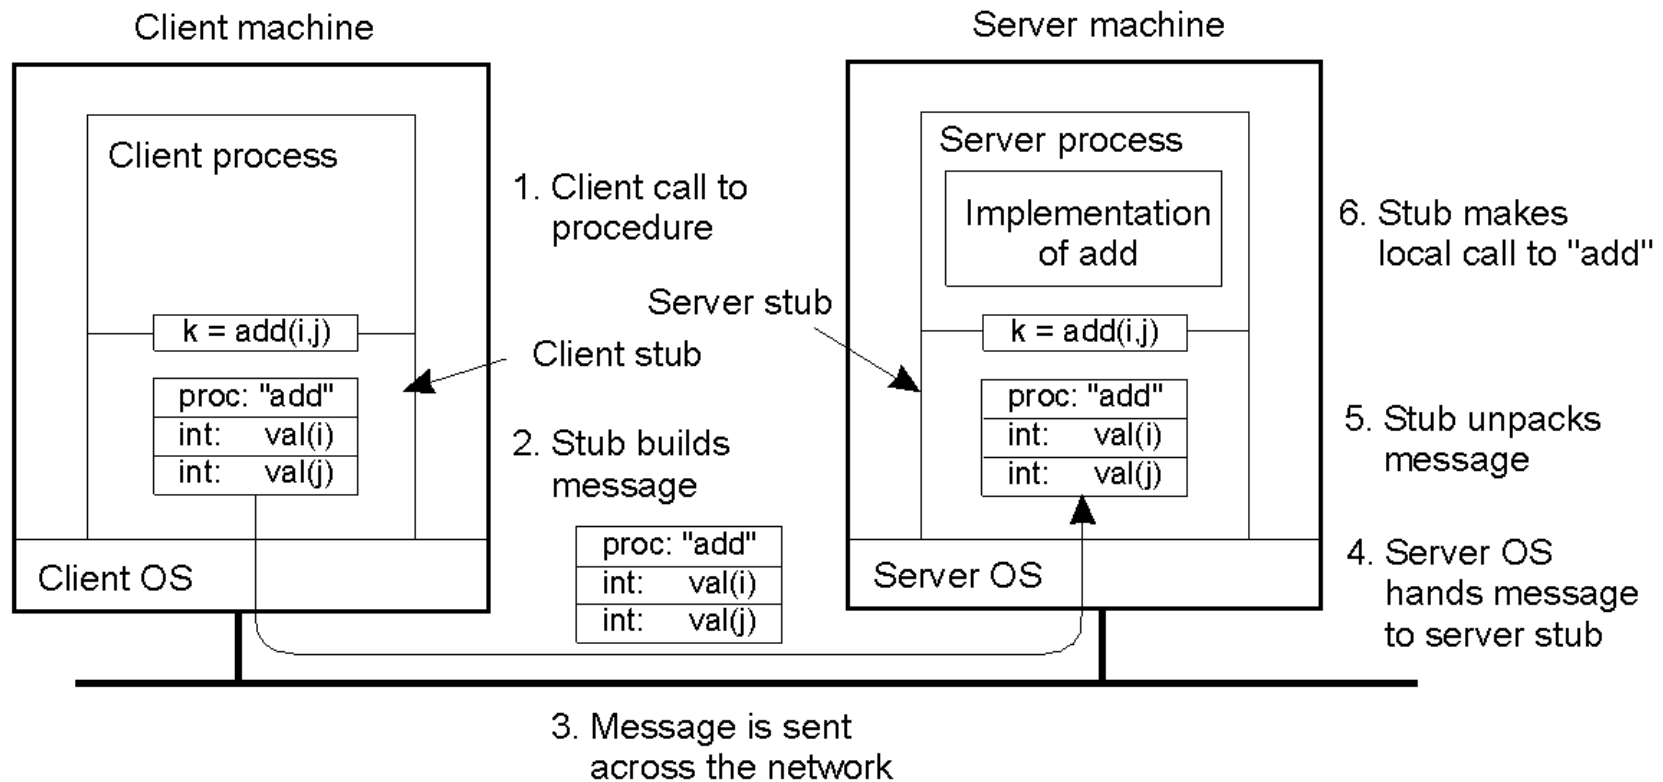 Client machine
Server machine
Client process
1. Client call to
procedure
Server process
Implementation
of add
6. Stub makes
local call to "add"
Server stub
k = add(i,j)
k = add(i,j)
Client stub
proc: "add"
int: val(i)
int: val(j)
2. Stub builds
message
proc: "add"
int: val(i)
int: val(j)
5. Stub unpacks
message
proc: "add"
int: val(i)
int: val(j)
Client OS
Server OS
4. Server OS
hands message
to server stub
3. Message is sent
across the network